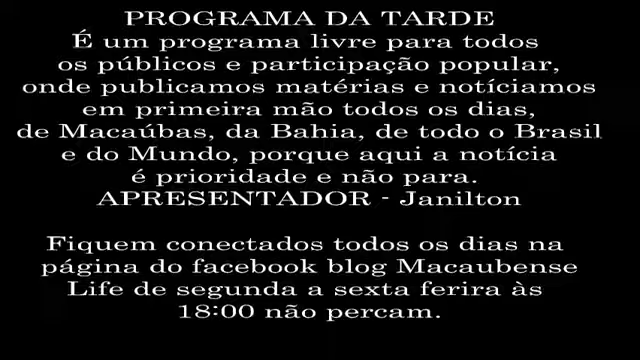 PROGRAMA DA TARDE
É um programa livre para todos
os públicos e participação popular,
onde publicamos matérias e notíciamos
em primeira mão todos os dias,
de Macaúbas, da Bahia, de todo o Brasil
e do Mundo, porque aqui a notícia
é prioridade e não para.
APRESENTADOR - Janilton
Fiquem conectados todos os dias na
página do facebook blog Macaubense
Life de segunda a sexta ferira às
18:00 não percam.